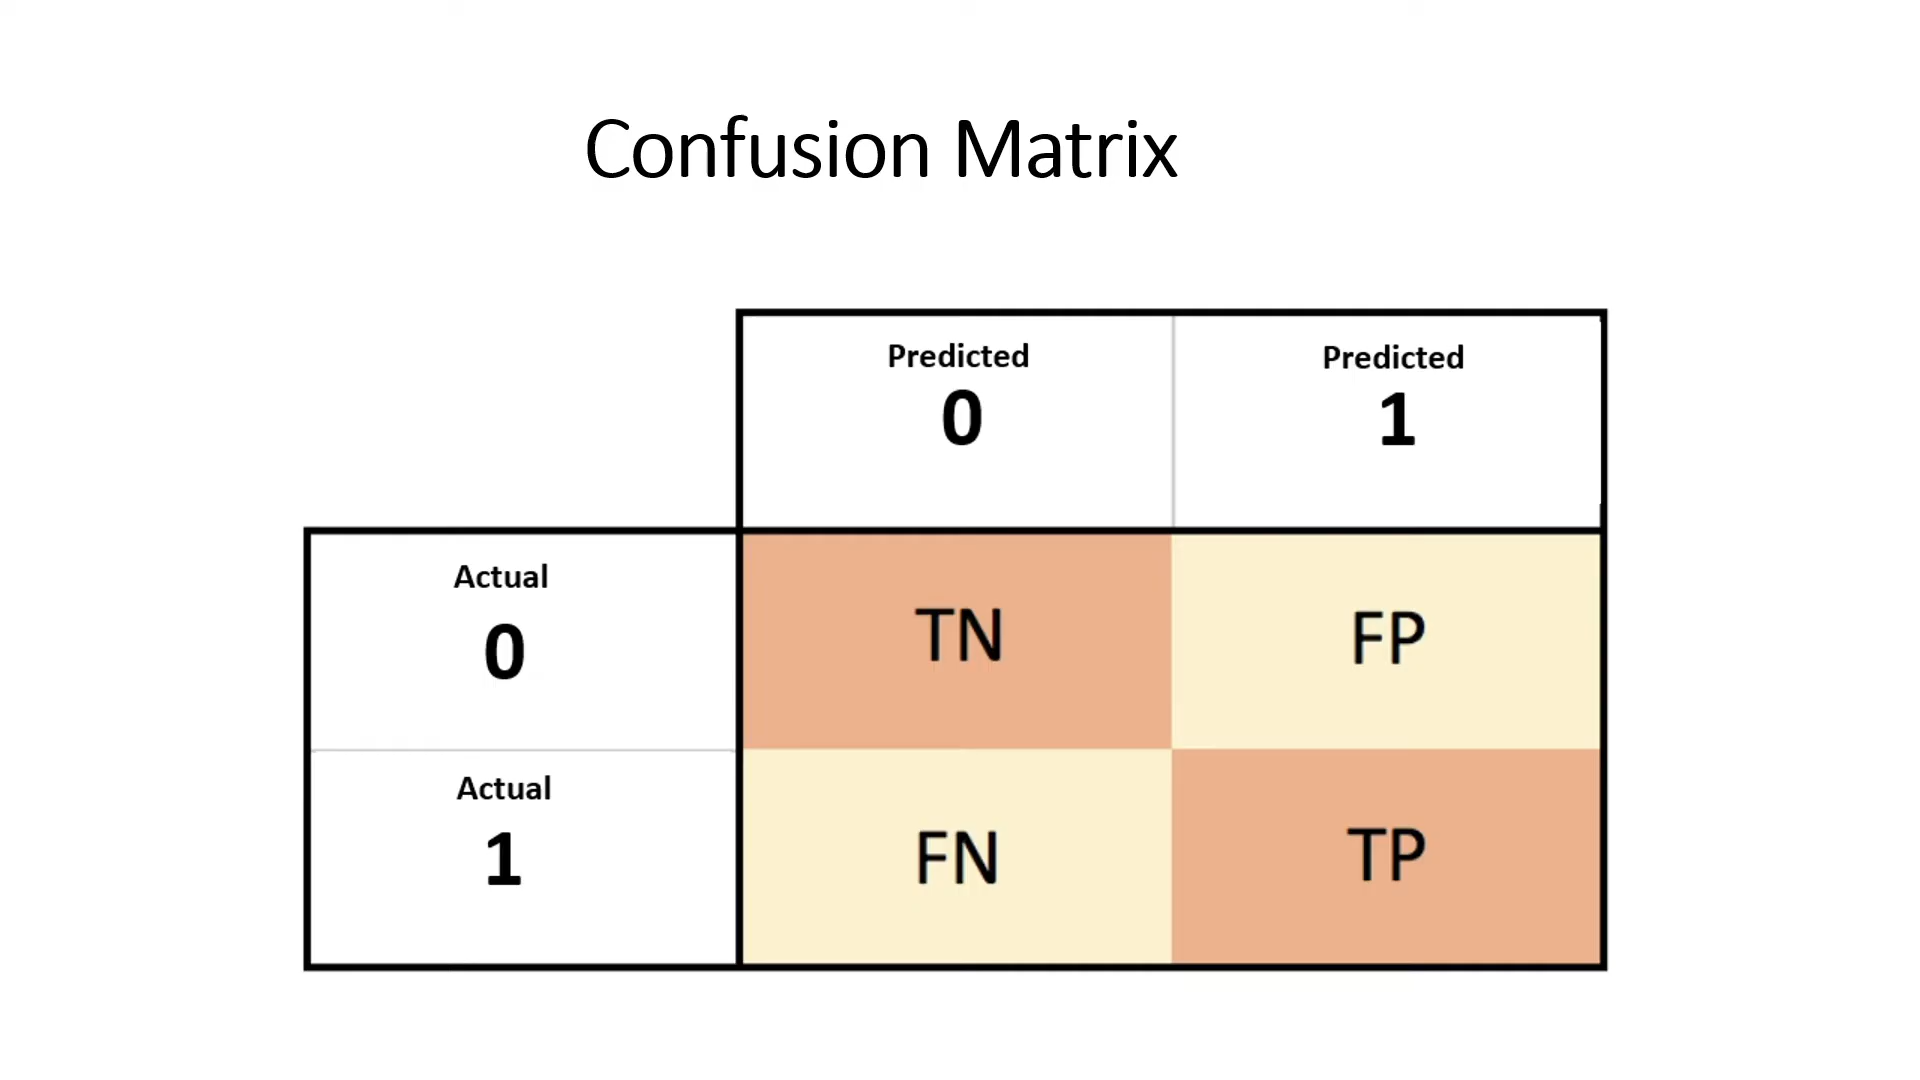 Confusion Matrix
Predicted
0
Predicted
1
Actual
0
TN
FP
Actual
1
FN
TP